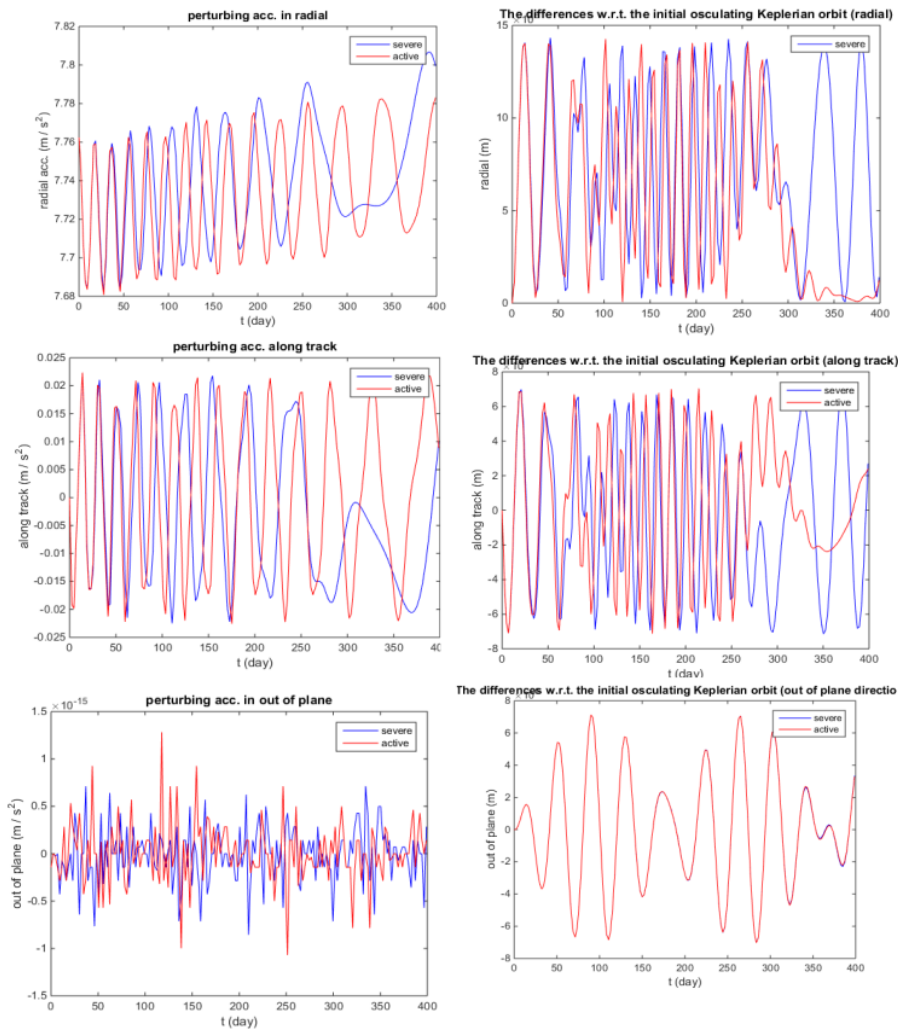 perturbing acc. in radial
7.82
7.8
7.78
7.76
7.74
7.72
7.7
7.68
radial acc. (m / s²)
severe
active
0 50 100 150 200 250 300 350 400
t (day)
The differences w.r.t. the initial osculating Keplerian orbit (radial)
15
10
5
0
radial (m)
severe
0 50 100 150 200 250 300 350 400
t (day)
perturbing acc. along track
0.025
0.02
0.015
0.01
0.005
0
-0.005
-0.01
-0.015
-0.02
-0.025
along track (m / s²)
severe
active
0 50 100 150 200 250 300 350
t (day)
The differences w.r.t. the initial osculating Keplerian orbit (along track)
8
6
4
2
0
-2
-4
-6
-8
along track (m)
severe
active
0 50 100 150 200 250 300 350 400
t (day)
perturbing acc. in out of plane
×10⁻¹⁵
1.5
1
0.5
0
-0.5
-1
-1.5
out of plane (m / s²)
severe
active
0 50 100 150 200 250 300 350 400
t (day)
The differences w.r.t. the initial osculating Keplerian orbit (out of plane directio
8
6
4
2
0
-2
-4
-6
-8
out of plane (m)
severe
active
0 50 100 150 200 250 300 350 400
t (day)